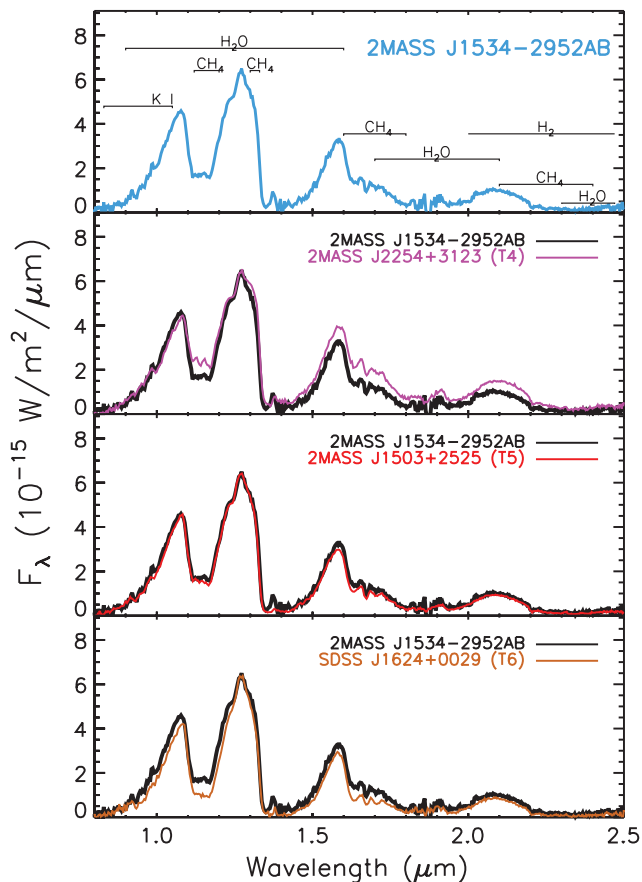 8
6
4
2
0
H₂O
2MASS J1534−2952AB
CH₄
CH₄
K I
CH₄
H₂
H₂O
CH₄
H₂O
8
6
4
2
0
2MASS J1534−2952AB
2MASS J2254+3123 (T4)
8
6
4
2
0
2MASS J1534−2952AB
2MASS J1503+2525 (T5)
8
6
4
2
0
2MASS J1534−2952AB
SDSS J1624+0029 (T6)
F_λ (10⁻¹⁵ W/m²/μm)
1.0 1.5 2.0 2.5
Wavelength (μm)